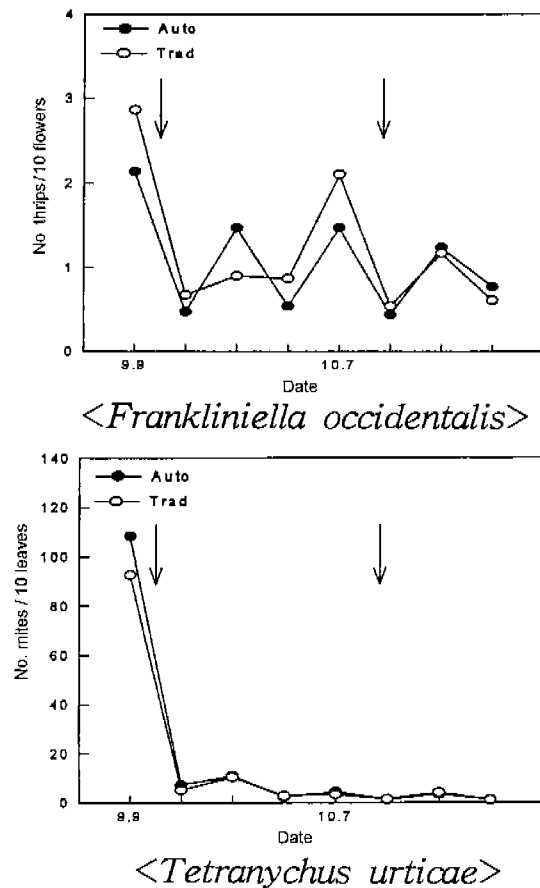 4
Auto
Trad
3
2
1
0
No. thrips/10 flowers
9.9
10.7
Date
<Frankliniella occidentalis>
140
Auto
120
Trad
100
80
60
40
20
0
No. mites / 10 leaves
9.9
10.7
Date
<Tetranychus urticae>